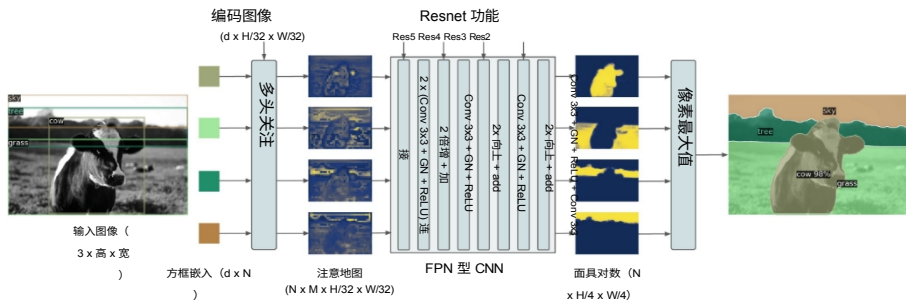 编码图像
(d x H/32 x W/32)
Resnet 功能
Res5 Res4 Res3 Res2
sky
tree
cow
grass
输入图像（
3 x 高 x 宽
）
方框嵌入（d x N
）
多头关注
注意地图
(N x M x H/32 x W/32)
接
2 x (Conv 3x3 + GN + ReLU) 连
2 倍增 + 加
Conv 3x3 + GN + ReLU
2x 向上 + add
Conv 3x3 + GN + ReLU
2x 向上 + add
FPN 型 CNN
Conv 3x3 + GN + ReLU + Conv 3x3
面具对数（N
x H/4 x W/4）
像素最大值
sky
tree
cow 98%
grass